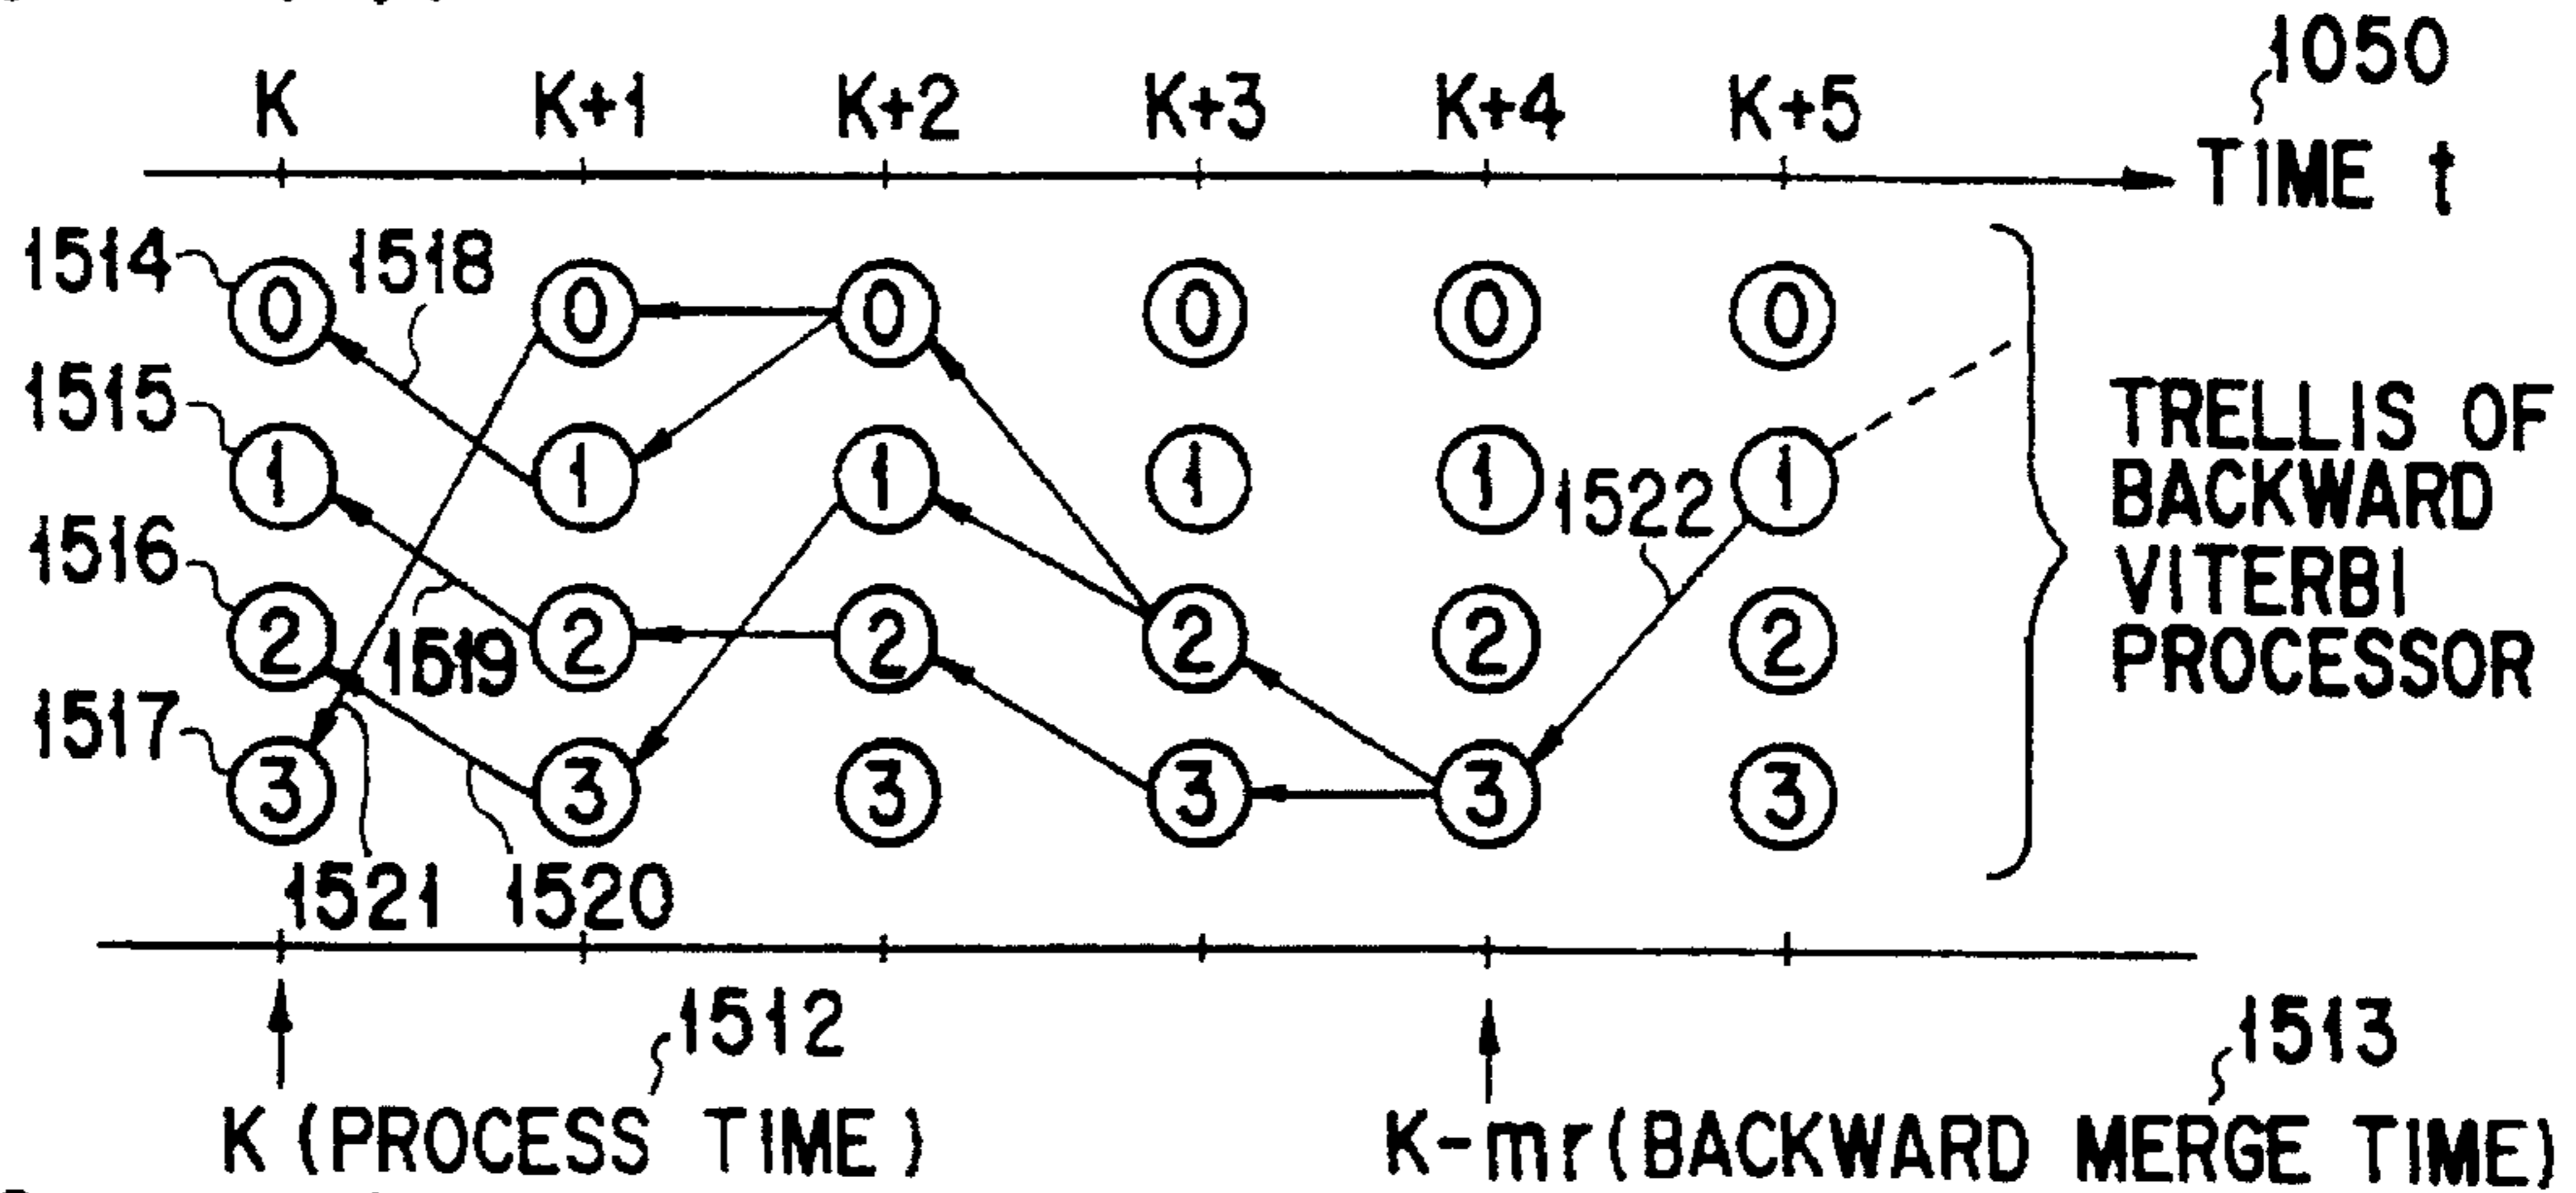 K K+1 K+2 K+3 K+4 K+5
1050
TIME t
1514 0 1518 0 0 0 0 0
1515 1 1 1 1 1 1
1522
1516 2 1519 2 2 2 2 2
1517 3 3 3 3 3 3
1521 1520
TRELLIS OF
BACKWARD
VITERBI
PROCESSOR
1512
K (PROCESS TIME)
1513
K-mr(BACKWARD MERGE TIME)